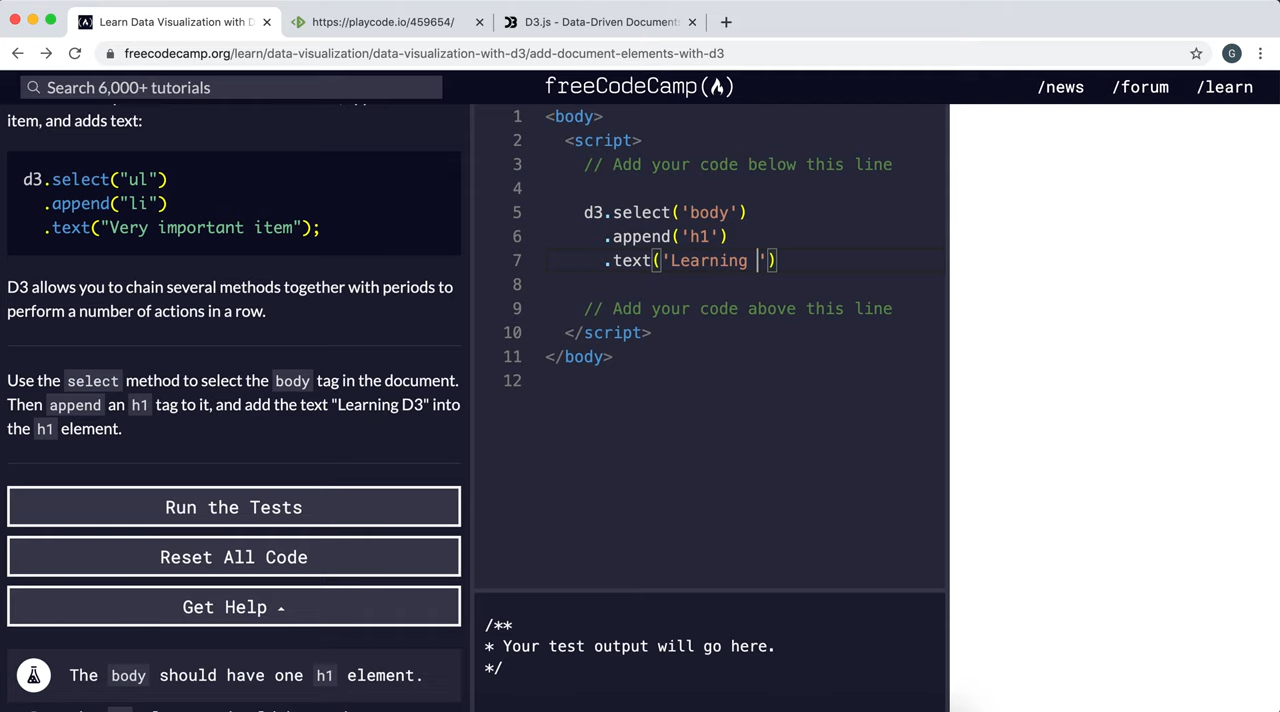 Learn Data Visualization with D
https://playcode.io/459654/
D3.js - Data-Driven Document
freecodecamp.org/learn/data-visualization/data-visualization-with-d3/add-document-elements-with-d3
G
Search 6,000+ tutorials
freeCodeCamp
/news
/forum
/learn
item, and adds text:
d3.select("ul")
.append("li")
.text("Very important item");
D3 allows you to chain several methods together with periods to
perform a number of actions in a row.
Use the select method to select the body tag in the document.
Then append an h1 tag to it, and add the text "Learning D3" into
the h1 element.
Run the Tests
Reset All Code
Get Help
The body should have one h1 element.
1 <body>
2 <script>
3 // Add your code below this line
4
5 d3.select('body')
6 .append('h1')
7 .text('Learning ')
8
9 // Add your code above this line
10 </script>
11 </body>
12
/**
* Your test output will go here.
*/